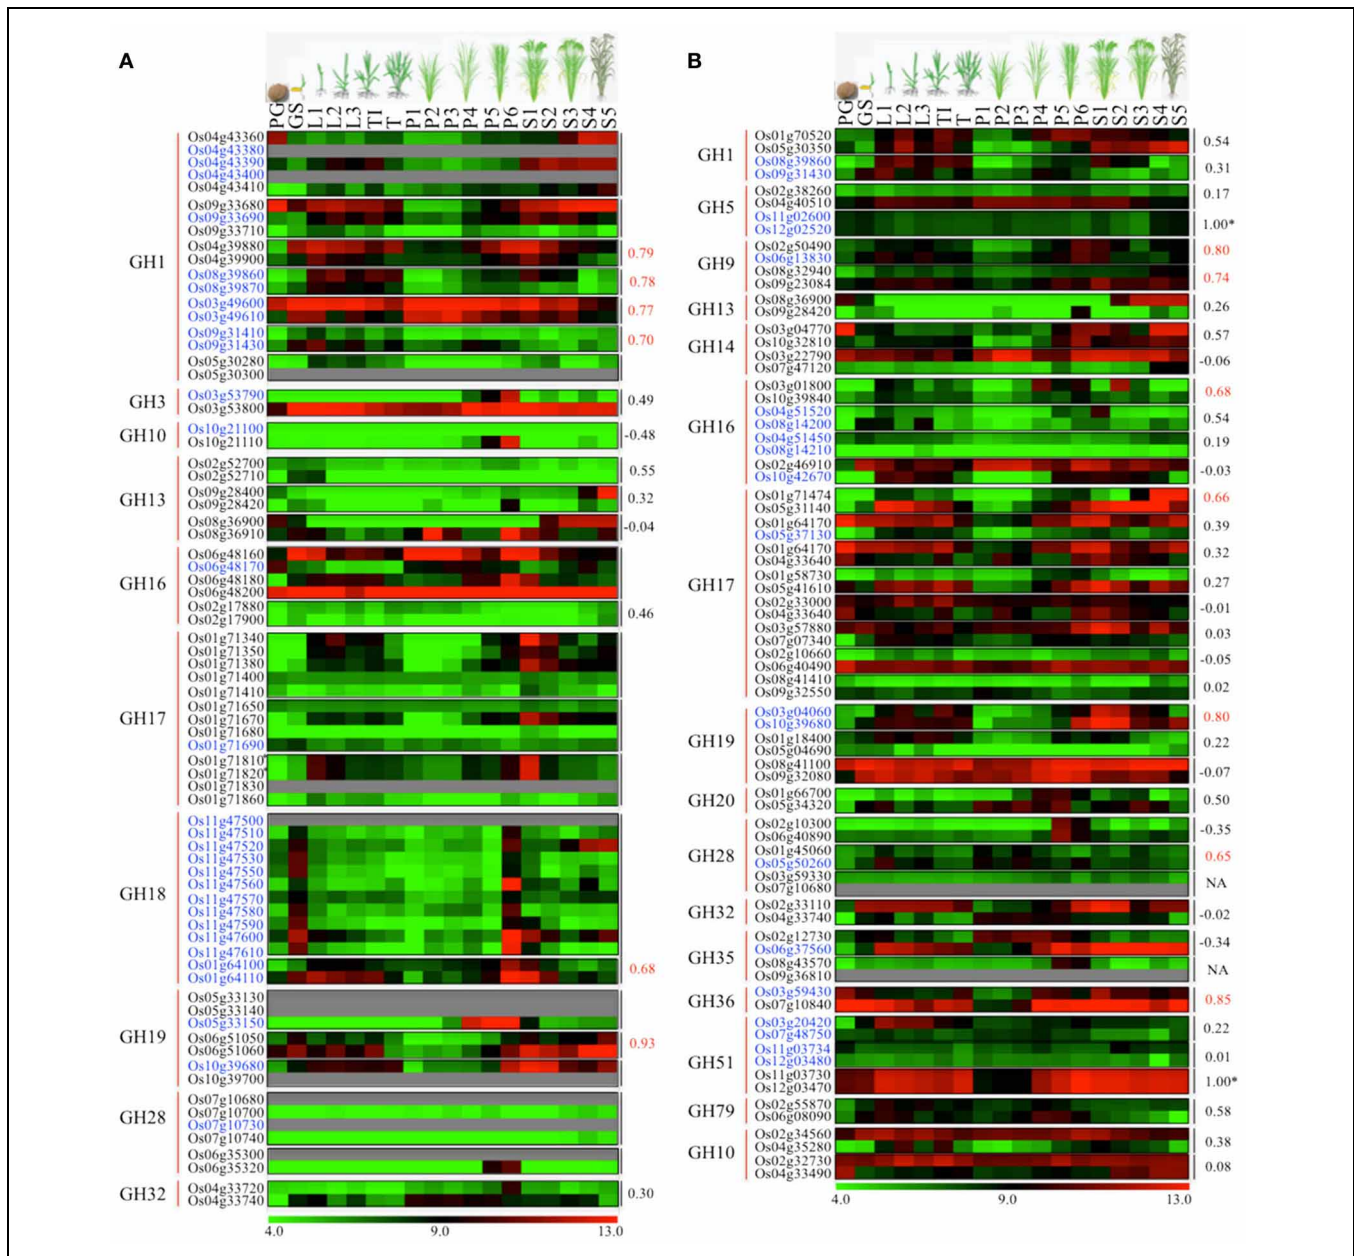 A
PG GS L1 L2 L3 TI T P1 P2 P3 P4 P5 P6 S1 S2 S3 S4 S5
GH1
Os04g43360
Os04g43380
Os04g43390
Os04g43400
Os04g43410
Os09g33680
Os09g33690
Os09g33710
Os04g39880
Os04g39900
0.79
Os08g39860
Os08g39870
0.78
Os03g49600
Os03g49610
0.77
Os09g31410
Os09g31430
0.70
Os05g30280
Os05g30300
GH3
Os03g53790
Os03g53800
0.49
GH10
Os10g21100
Os10g21110
-0.48
GH13
Os02g52700
Os02g52710
0.55
Os09g28400
Os09g28420
0.32
Os08g36900
Os08g36910
-0.04
GH16
Os06g48160
Os06g48170
Os06g48180
Os06g48200
Os02g17880
Os02g17900
0.46
GH17
Os01g71340
Os01g71350
Os01g71380
Os01g71400
Os01g71410
Os01g71650
Os01g71670
Os01g71680
Os01g71690
Os01g71810*
Os01g71820*
Os01g71830
Os01g71860
GH18
Os11g47500
Os11g47510
Os11g47520
Os11g47530
Os11g47550
Os11g47560
Os11g47570
Os11g47580
Os11g47590
Os11g47600
Os11g47610
Os01g64100
Os01g64110
0.68
GH19
Os05g33130
Os05g33140
Os05g33150
Os06g51050
Os06g51060
0.93
Os10g39680
Os10g39700
GH28
Os07g10680
Os07g10700
Os07g10730
Os07g10740
Os06g35300
Os06g35320
GH32
Os04g33720
Os04g33740
0.30
4.0 9.0 13.0
B
PG GS L1 L2 L3 TI T P1 P2 P3 P4 P5 P6 S1 S2 S3 S4 S5
GH1
Os01g70520
Os05g30350
0.54
Os08g39860
Os09g31430
0.31
GH5
Os02g38260
Os04g40510
0.17
Os11g02600
Os12g02520
1.00*
GH9
Os02g50490
Os06g13830
0.80
Os08g32940
Os09g23084
0.74
GH13
Os08g36900
Os09g28420
0.26
GH14
Os03g04770
Os10g32810
0.57
Os03g22790
Os07g47120
-0.06
GH16
Os03g01800
Os10g39840
0.68
Os04g51520
Os08g14200
0.54
Os04g51450
Os08g14210
0.19
Os02g46910
Os10g42670
-0.03
GH17
Os01g71474
Os05g31140
0.66
Os01g64170
Os05g37130
0.39
Os01g64170
Os04g33640
0.32
Os01g58730
Os05g41610
0.27
Os02g33000
Os04g33640
-0.01
Os03g57880
Os07g07340
0.03
Os02g10660
Os06g40490
-0.05
Os08g41410
Os09g32550
0.02
GH19
Os03g04060
Os10g39680
0.80
Os01g18400
Os05g04690
0.22
Os08g41100
Os09g32080
-0.07
GH20
Os01g66700
Os05g34320
0.50
GH28
Os02g10300
Os06g40890
-0.35
Os01g45060
Os05g50260
0.65
Os03g59330
Os07g10680
NA
GH32
Os02g33110
Os04g33740
-0.02
GH35
Os02g12730
Os06g37560
-0.34
Os08g43570
Os09g36810
NA
GH36
Os03g59430
Os07g10840
0.85
GH51
Os03g20420
Os07g48750
0.22
Os11g03734
Os12g03480
0.01
Os11g03730
Os12g03470
1.00*
GH79
Os02g55870
Os06g08090
0.58
GH10
Os02g34560
Os04g35280
0.38
Os02g32730
Os04g33490
0.08
4.0 9.0 13.0